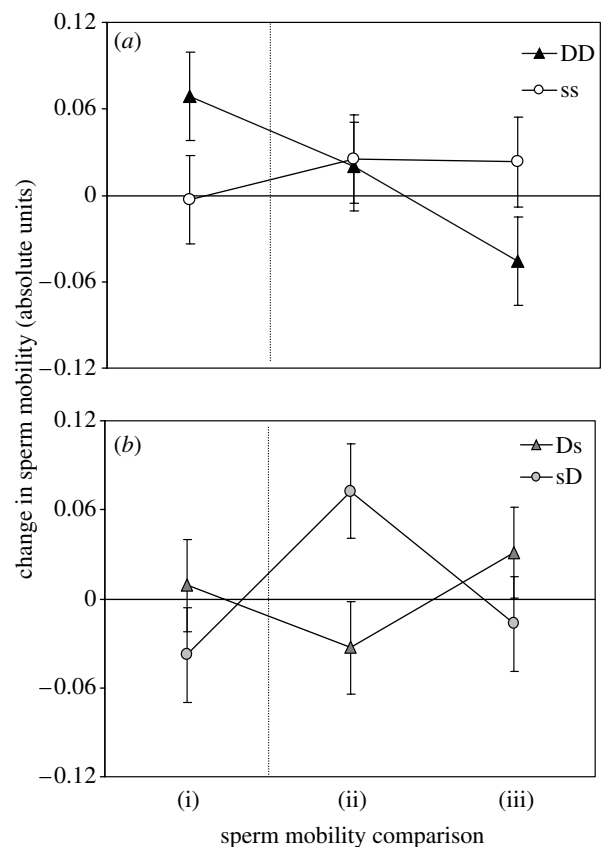 change in sperm mobility (absolute units)
0.12
0.06
0
−0.06
−0.12
(a)
DD
ss
0.12
0.06
0
−0.06
−0.12
(b)
Ds
sD
(i) (ii) (iii)
sperm mobility comparison